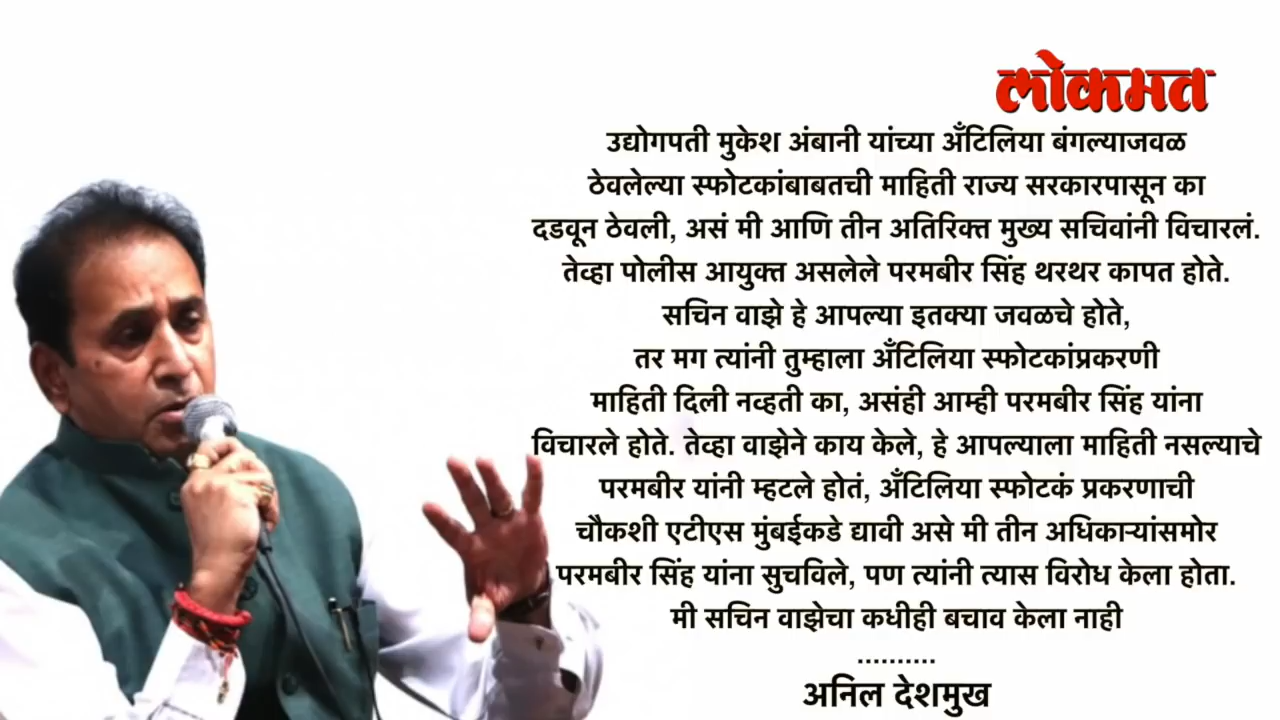 लोकमत
उद्योगपती मुकेश अंबानी यांच्या अँटिलिया बंगल्याजवळ
ठेवलेल्या स्फोटकांबाबतची माहिती राज्य सरकारपासून का
दडवून ठेवली, असं मी आणि तीन अतिरिक्त मुख्य सचिवांनी विचारलं.
तेव्हा पोलीस आयुक्त असलेले परमबीर सिंह थरथर कापत होते.
सचिन वाझे हे आपल्या इतक्या जवळचे होते,
तर मग त्यांनी तुम्हाला अँटिलिया स्फोटकांप्रकरणी
माहिती दिली नव्हती का, असंही आम्ही परमबीर सिंह यांना
विचारले होते. तेव्हा वाझेने काय केले, हे आपल्याला माहिती नसल्याचे
परमबीर यांनी म्हटले होतं, अँटिलिया स्फोटकं प्रकरणाची
चौकशी एटीएस मुंबईकडे द्यावी असे मी तीन अधिकाऱ्यांसमोर
परमबीर सिंह यांना सुचविले, पण त्यांनी त्यास विरोध केला होता.
मी सचिन वाझेचा कधीही बचाव केला नाही
..........
अनिल देशमुख